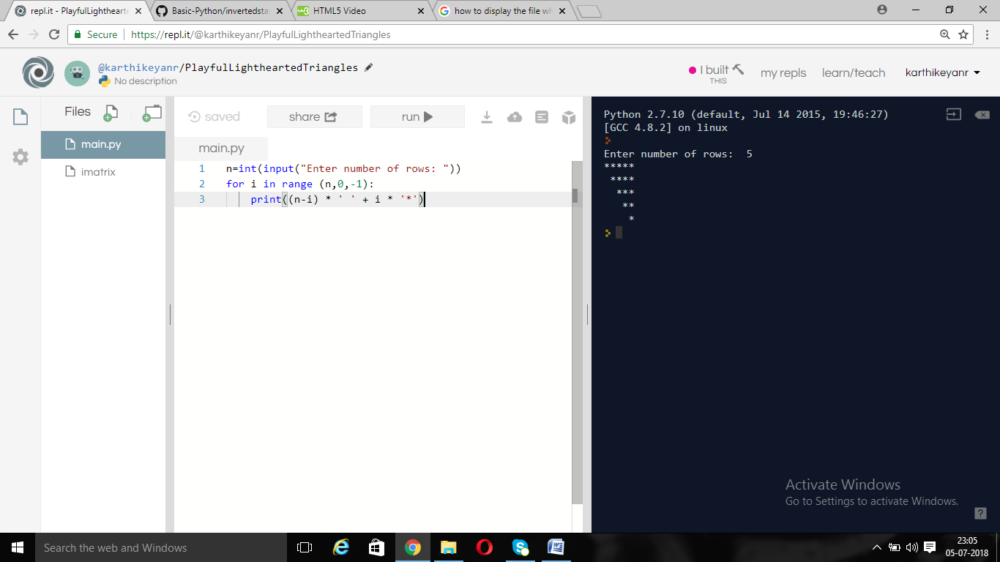 repl.it - PlayfulLightheart
Basic-Python/invertedsta
HTML5 Video
how to display the file wh
Secure
https://repl.it/@karthikeyanr/PlayfulLightheartedTriangles
@karthikeyanr/PlayfulLightheartedTriangles
No description
I built
THIS
my repls
learn/teach
karthikeyanr
Files
main.py
imatrix
saved
share
run
main.py
1 n=int(input("Enter number of rows: "))
2 for i in range (n,0,-1):
3     print((n-i) * ' ' + i * '*')
Python 2.7.10 (default, Jul 14 2015, 19:46:27)
[GCC 4.8.2] on linux
Enter number of rows:  5
*****
 ****
  ***
   **
    *
Activate Windows
Go to Settings to activate Windows.
?
Search the web and Windows
23:05
05-07-2018